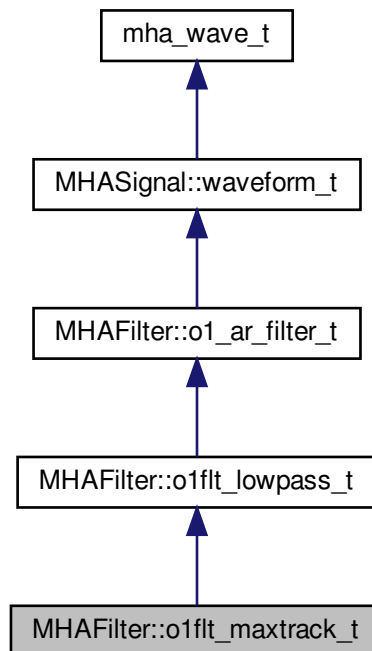 mha_wave_t
MHASignal::waveform_t
MHAFilter::o1_ar_filter_t
MHAFilter::o1flt_lowpass_t
MHAFilter::o1flt_maxtrack_t